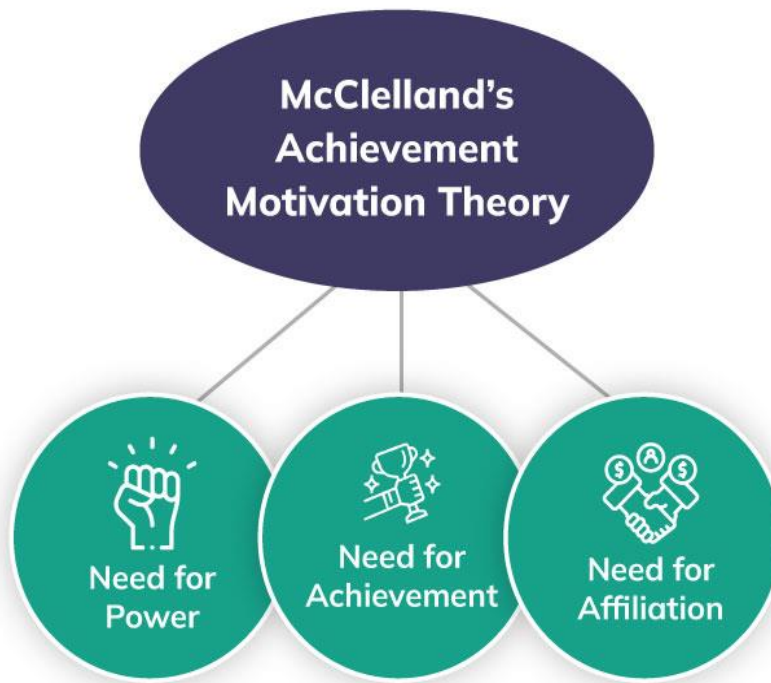 McClelland’s
Achievement
Motivation Theory
Need for
Power
Need for
Achievement
Need for
Affiliation
$
$